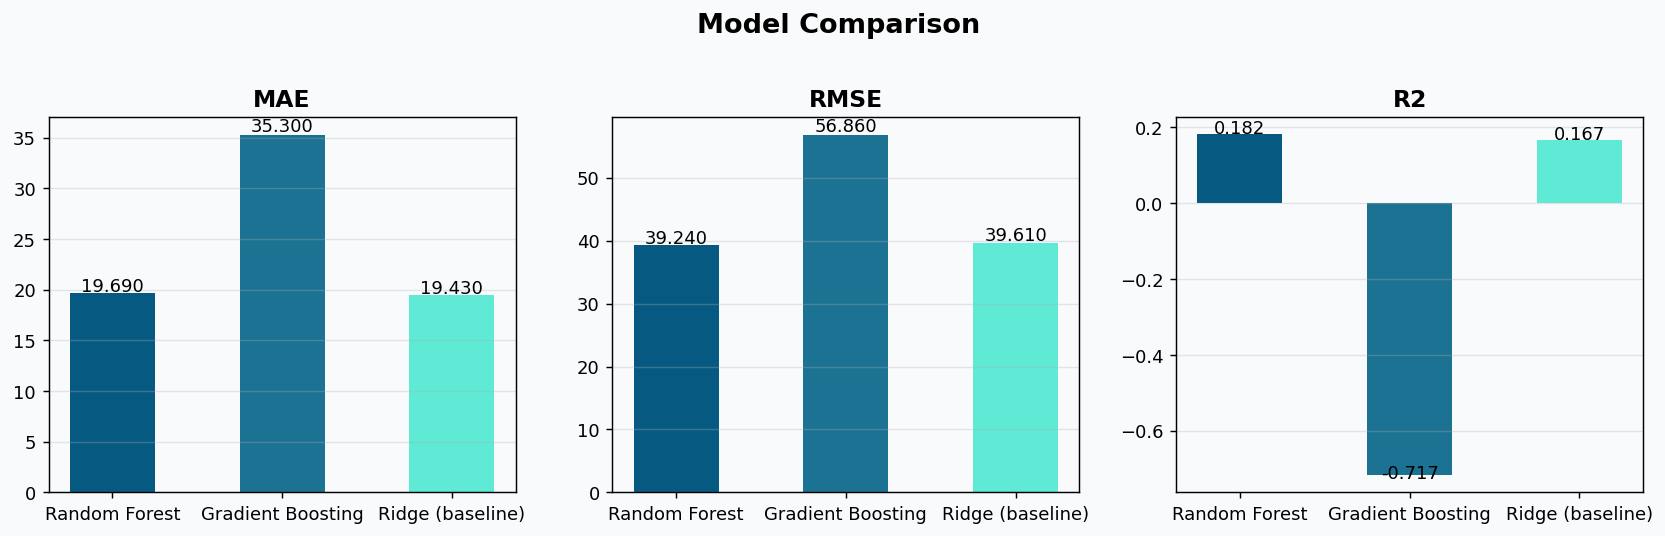 Model Comparison
MAE
35
30
25
20
15
10
5
0
19.690
35.300
19.430
Random Forest
Gradient Boosting
Ridge (baseline)
RMSE
50
40
30
20
10
0
39.240
56.860
39.610
Random Forest
Gradient Boosting
Ridge (baseline)
R2
0.2
0.0
−0.2
−0.4
−0.6
0.182
-0.717
0.167
Random Forest
Gradient Boosting
Ridge (baseline)